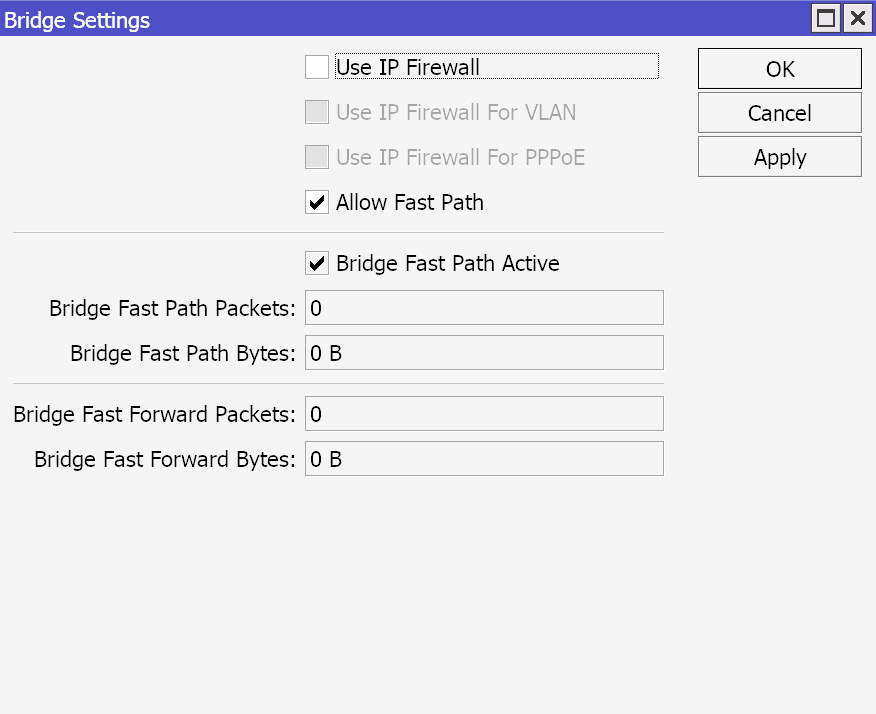 Bridge Settings
Use IP Firewall
OK
Use IP Firewall For VLAN
Cancel
Use IP Firewall For PPPoE
Apply
Allow Fast Path
Bridge Fast Path Active
Bridge Fast Path Packets: 0
Bridge Fast Path Bytes: 0 B
Bridge Fast Forward Packets: 0
Bridge Fast Forward Bytes: 0 B